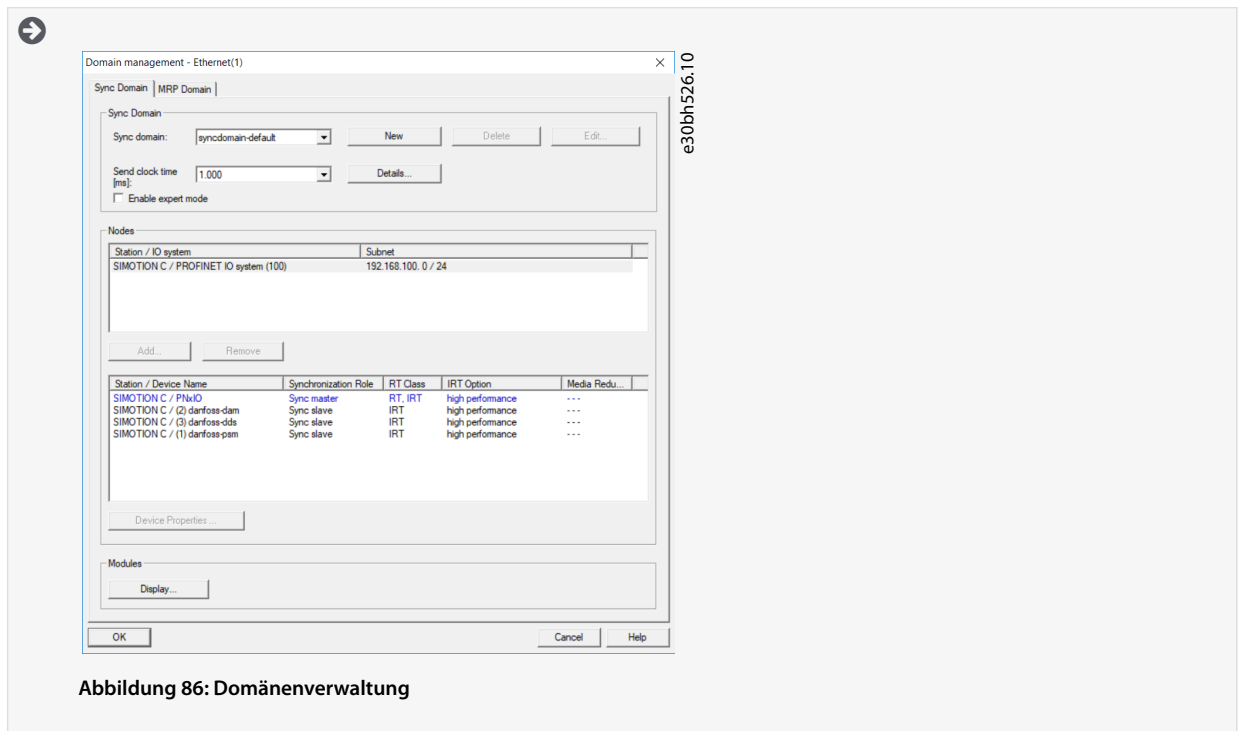 Domain management - Ethernet(1)
e30bh526.10
Sync Domain MRP Domain
Sync Domain
Sync domain: syncdomain-default New Delete Edit...
Send clock time
[ms]: 1.000 Details...
Enable expert mode
Nodes
Station / IO system Subnet
SIMOTION C / PROFINET IO system (100) 192.168.100. 0 / 24
Add... Remove
Station / Device Name Synchronization Role RT Class IRT Option Media Redu...
SIMOTION C / PNxIO Sync master RT, IRT high performance - - -
SIMOTION C / (2) danfoss-dam Sync slave IRT high performance - - -
SIMOTION C / (3) danfoss-dds Sync slave IRT high performance - - -
SIMOTION C / (1) danfoss-psm Sync slave IRT high performance - - -
Device Properties ...
Modules
Display...
OK Cancel Help
Abbildung 86: Domänenverwaltung